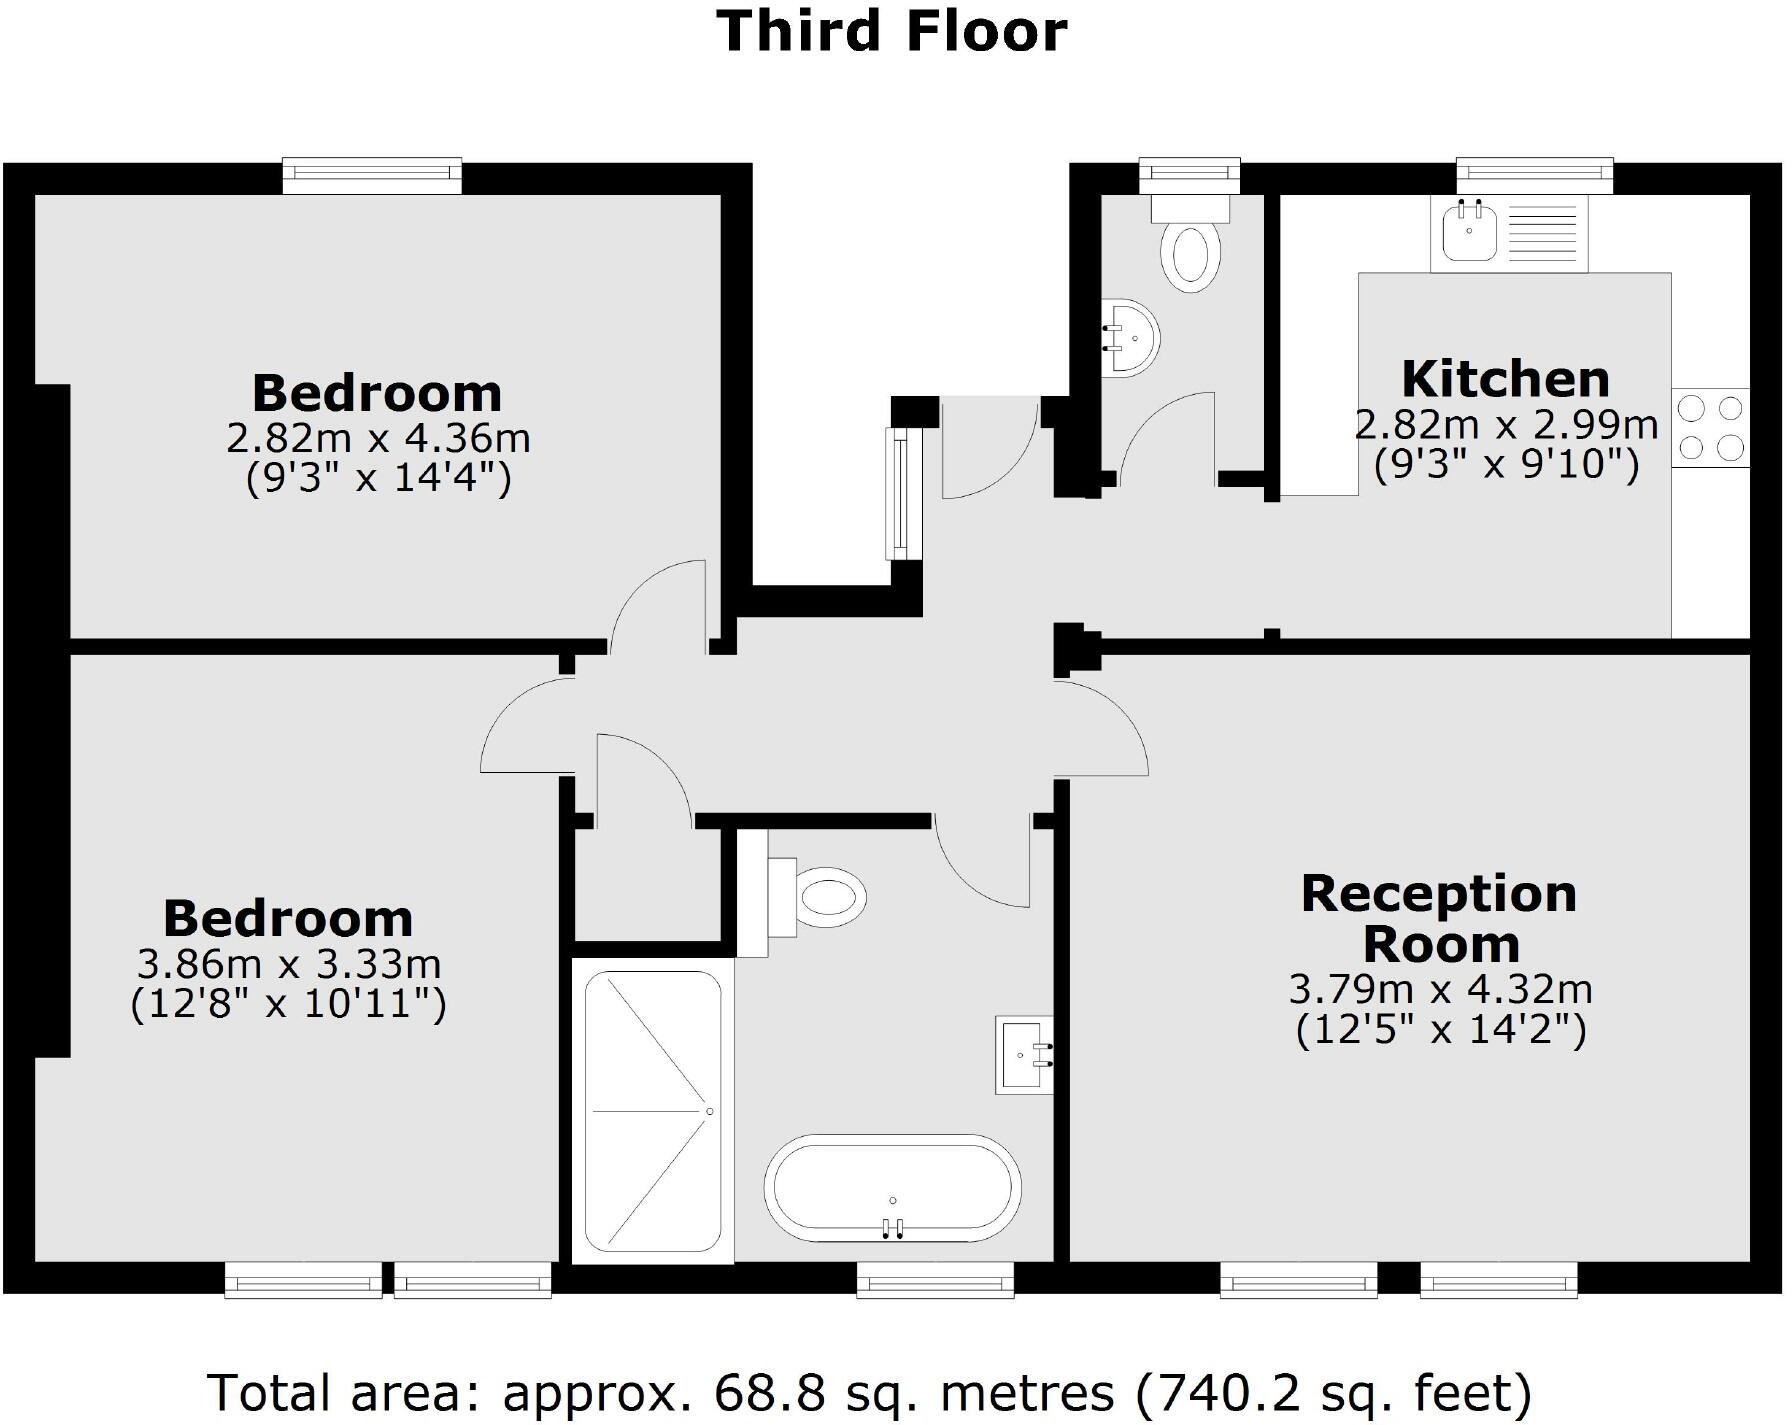 Third Floor
Bedroom
2.82m x 4.36m
(9'3" x 14'4")
Kitchen
2.82m x 2.99m
(9'3" x 9'10")
Bedroom
3.86m x 3.33m
(12'8" x 10'11")
Reception
Room
3.79m x 4.32m
(12'5" x 14'2")
Total area: approx. 68.8 sq. metres (740.2 sq. feet)